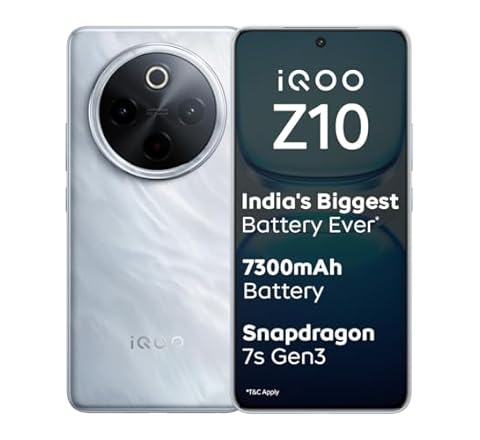 iQOO
Z10
India's Biggest
Battery Ever*
7300mAh
Battery
Snapdragon
7s Gen3
*T&C Apply
iQOO